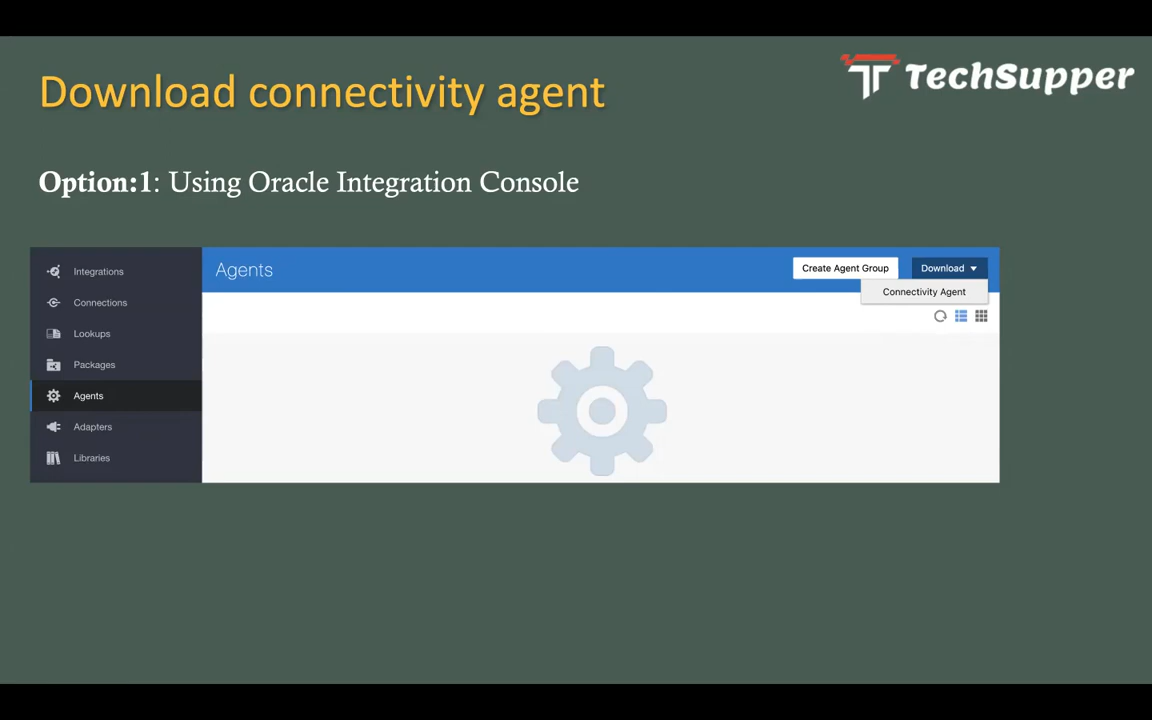 TechSupper
Download connectivity agent
Option:1: Using Oracle Integration Console
Integrations
Connections
Lookups
Packages
Agents
Adapters
Libraries
Agents
Create Agent Group
Download
Connectivity Agent